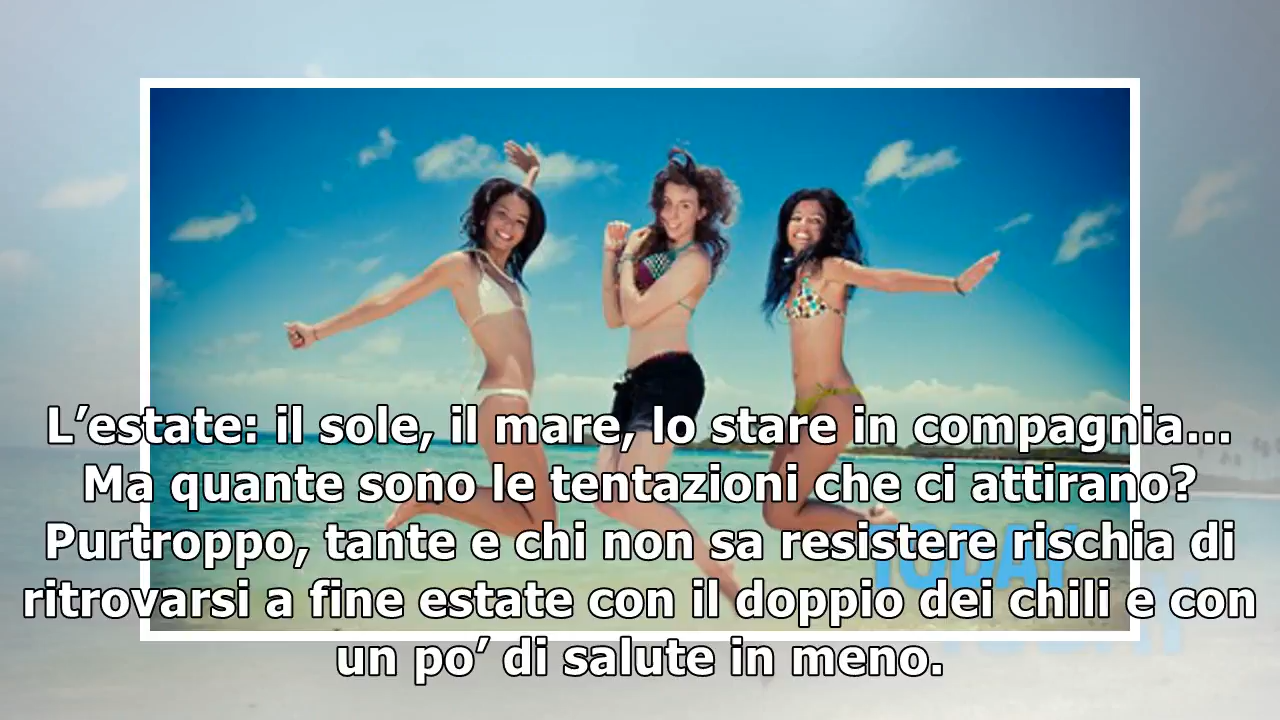 L’estate: il sole, il mare, lo stare in compagnia...
Ma quante sono le tentazioni che ci attirano?
Purtroppo, tante e chi non sa resistere rischia di
ritrovarsi a fine estate con il doppio dei chili e con
un po’ di salute in meno.
TODAY